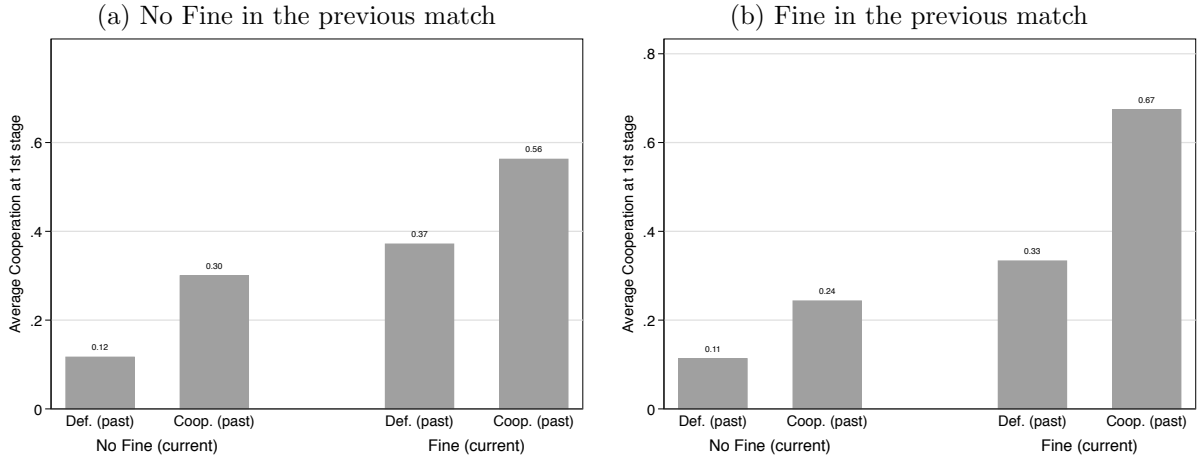 (a) No Fine in the previous match
Average Cooperation at 1st stage
.6
.4
.2
0
0.12
0.30
0.37
0.56
Def. (past) Coop. (past) Def. (past) Coop. (past)
No Fine (current) Fine (current)
(b) Fine in the previous match
Average Cooperation at 1st stage
.8
.6
.4
.2
0
0.11
0.24
0.33
0.67
Def. (past) Coop. (past) Def. (past) Coop. (past)
No Fine (current) Fine (current)